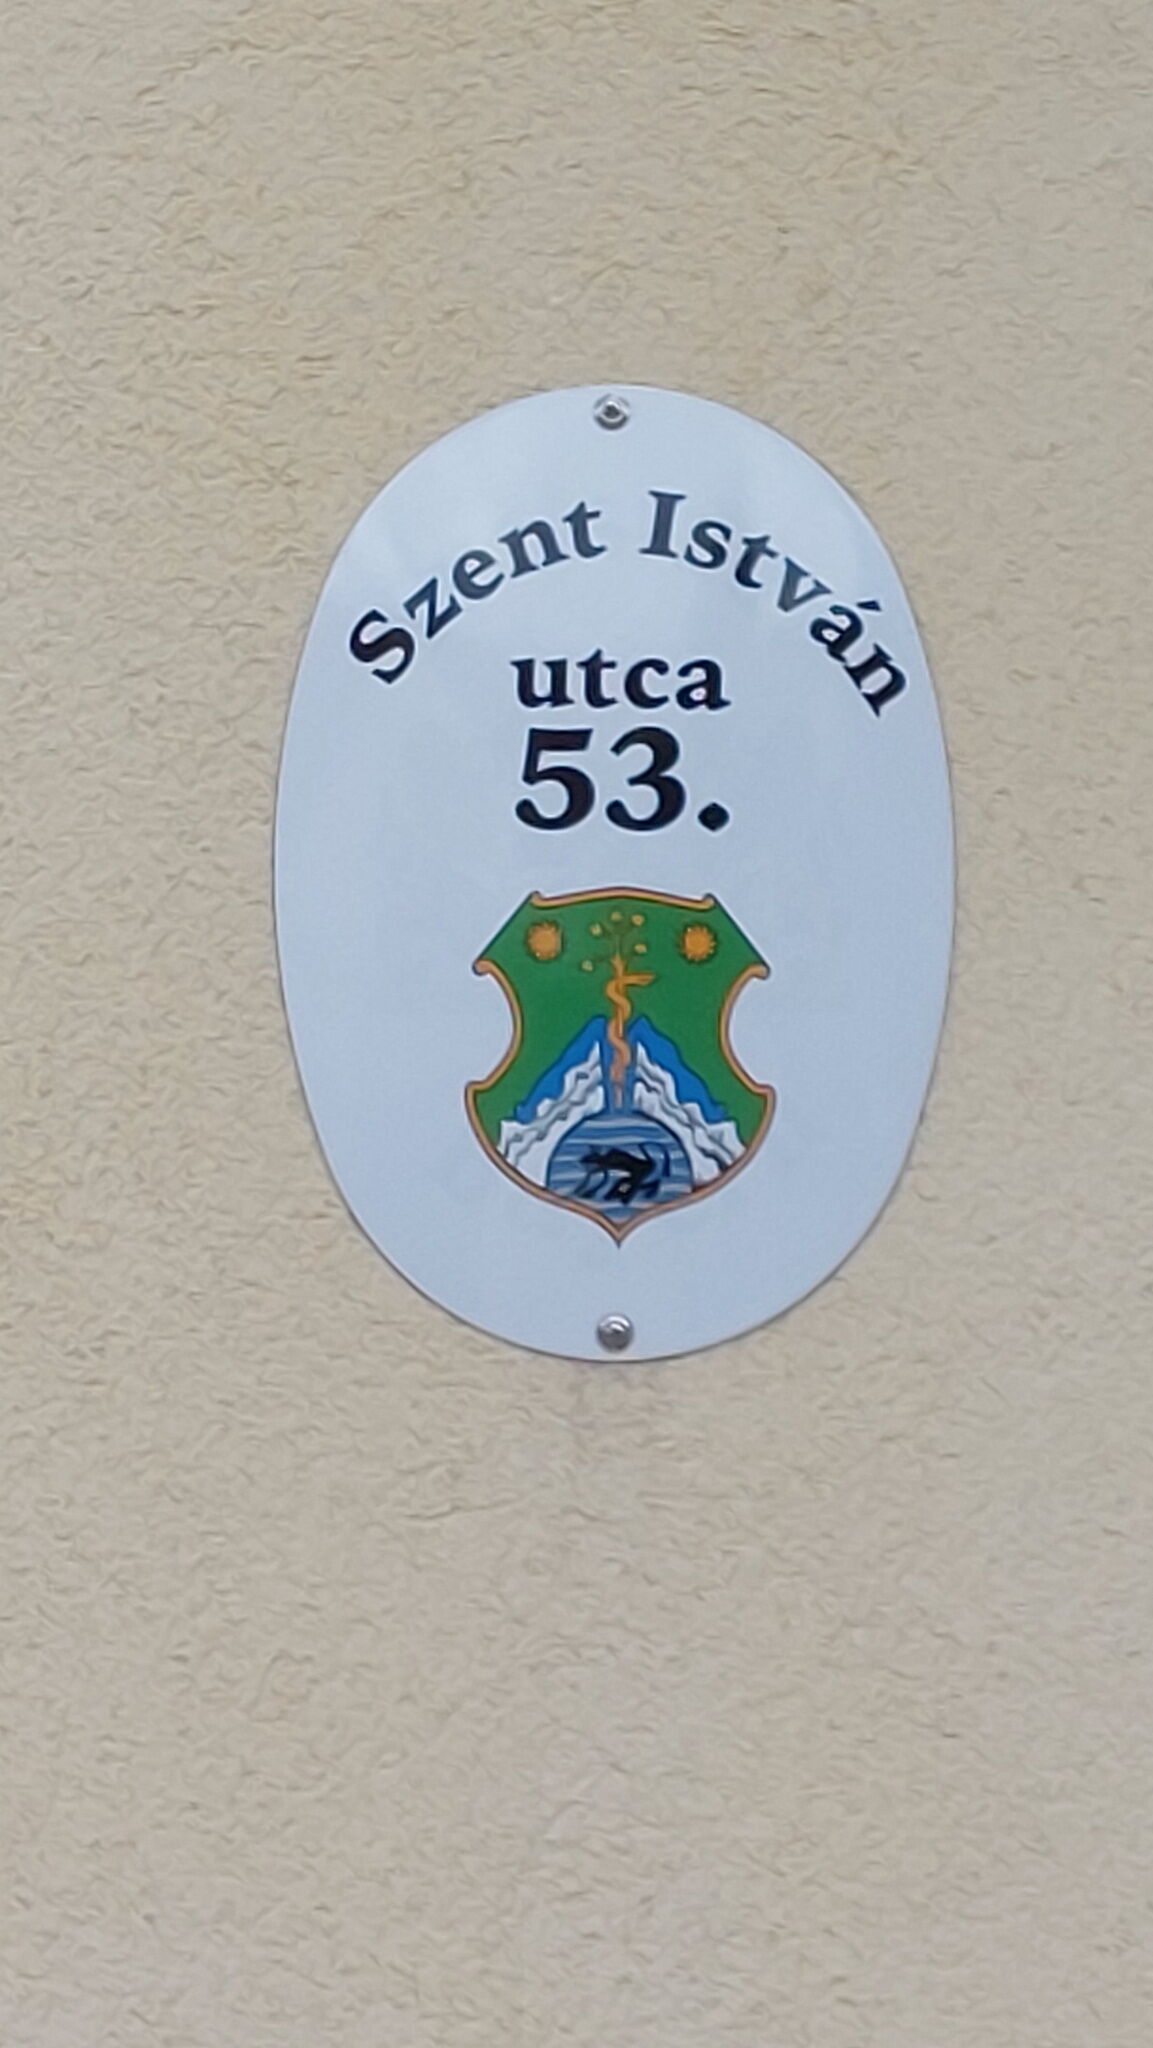 Szent István
utca
53.